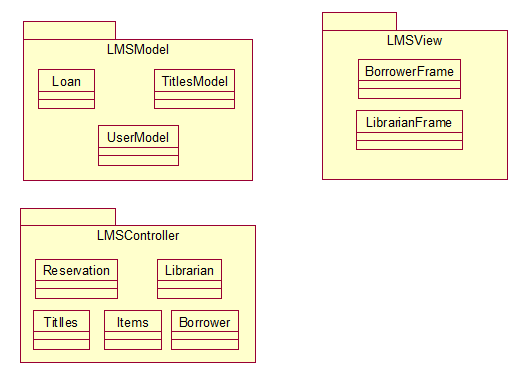 LMSModel
Loan
TitlesModel
UserModel
LMSView
BorrowerFrame
LibrarianFrame
LMSController
Reservation
Librarian
Titlles
Items
Borrower